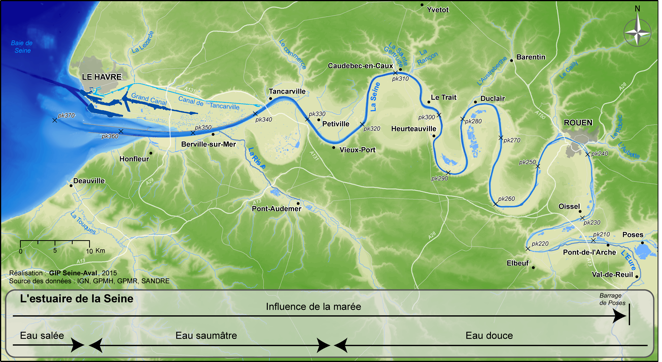 Yvetot
N
Baie de
Seine
La Lézarde
Barentin
Caudebec-en-Caux
LE HAVRE
pk310
Grand Canal
Canal de Tancarville
Tancarville
La Seine
Le Trait
Duclair
pk370
pk330
pk340
Petiville
pk320
pk300
pk280
ROUEN
pk360
pk350
Heurteauville
pk270
Berville-sur-Mer
Vieux-Port
pk240
Honfleur
pk250
pk290
Deauville
Pont-Audemer
pk260
Oissel
pk230
La Touques
pk210
Poses
pk220
Pont-de-l'Arche
0 5 10
Km
Elbeuf
L'Eure
Val-de-Reuil
Réalisation : GIP Seine-Aval, 2015
Source des données : IGN, GPMH, GPMR, SANDRE
L'estuaire de la Seine
Barrage
de Poses
Influence de la marée
Eau salée
Eau saumâtre
Eau douce